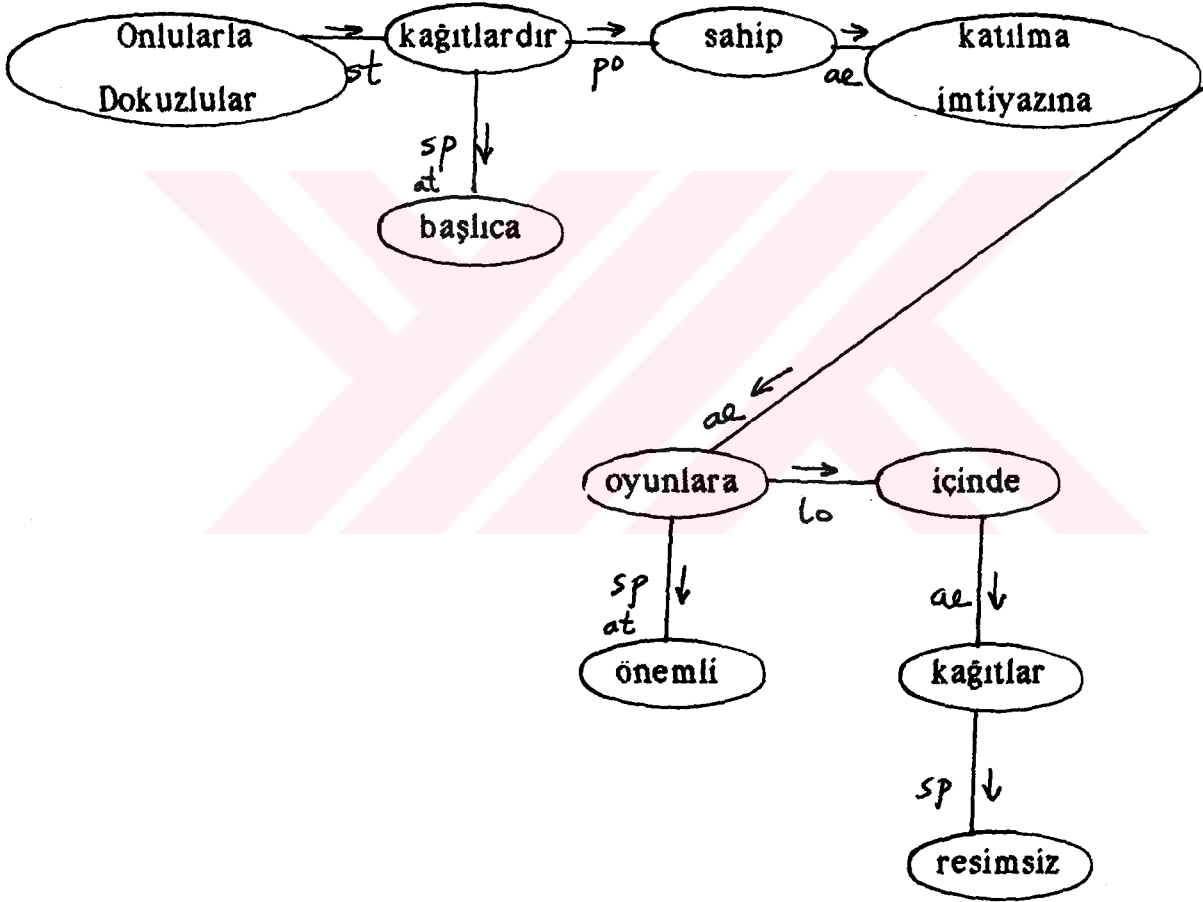 Onlularla
Dokuzlular
st
kağıtlardır
po
sahip
ae
katılma
imtiyazına
sp
at
başlıca
ae
oyunlara
lo
içinde
sp
at
önemli
ae
kağıtlar
sp
resimsiz